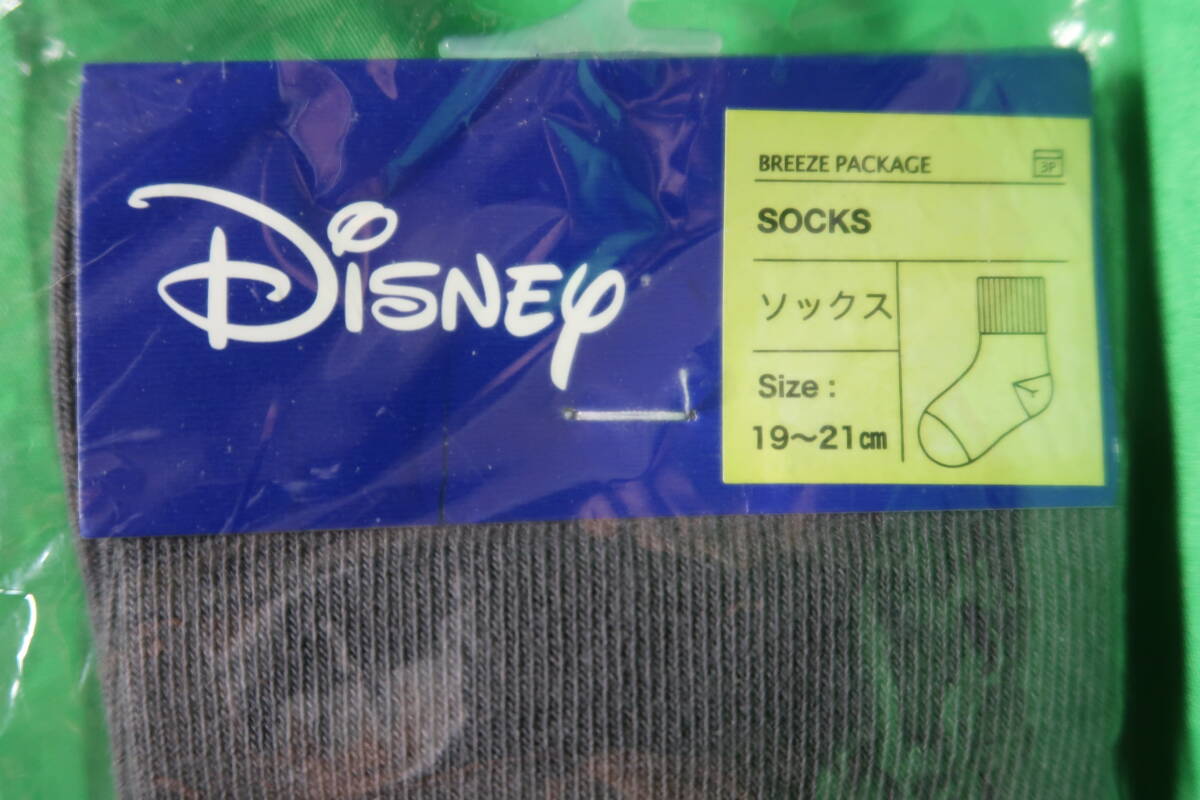 Disney
BREEZE PACKAGE
3P
SOCKS
ソックス
Size :
19〜21㎝